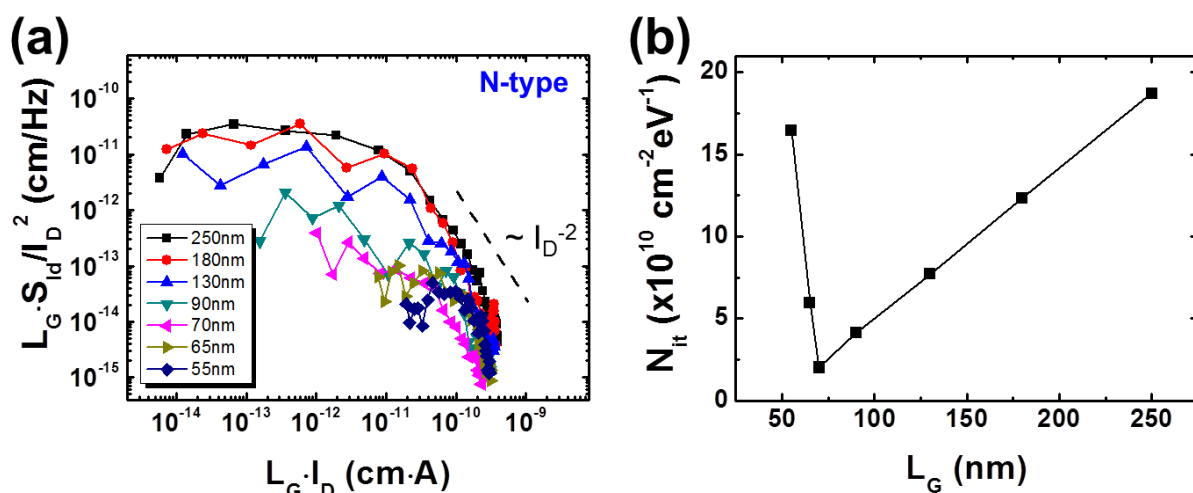 (a)
N-type
L_G·S_Id/I_D^2 (cm/Hz)
10^-10
10^-11
10^-12
10^-13
10^-14
10^-15
~ I_D^-2
250nm
180nm
130nm
90nm
70nm
65nm
55nm
10^-14 10^-13 10^-12 10^-11 10^-10 10^-9
L_G·I_D (cm·A)
(b)
N_it (x10^10 cm^-2 eV^-1)
20
15
10
5
0
50 100 150 200 250
L_G (nm)